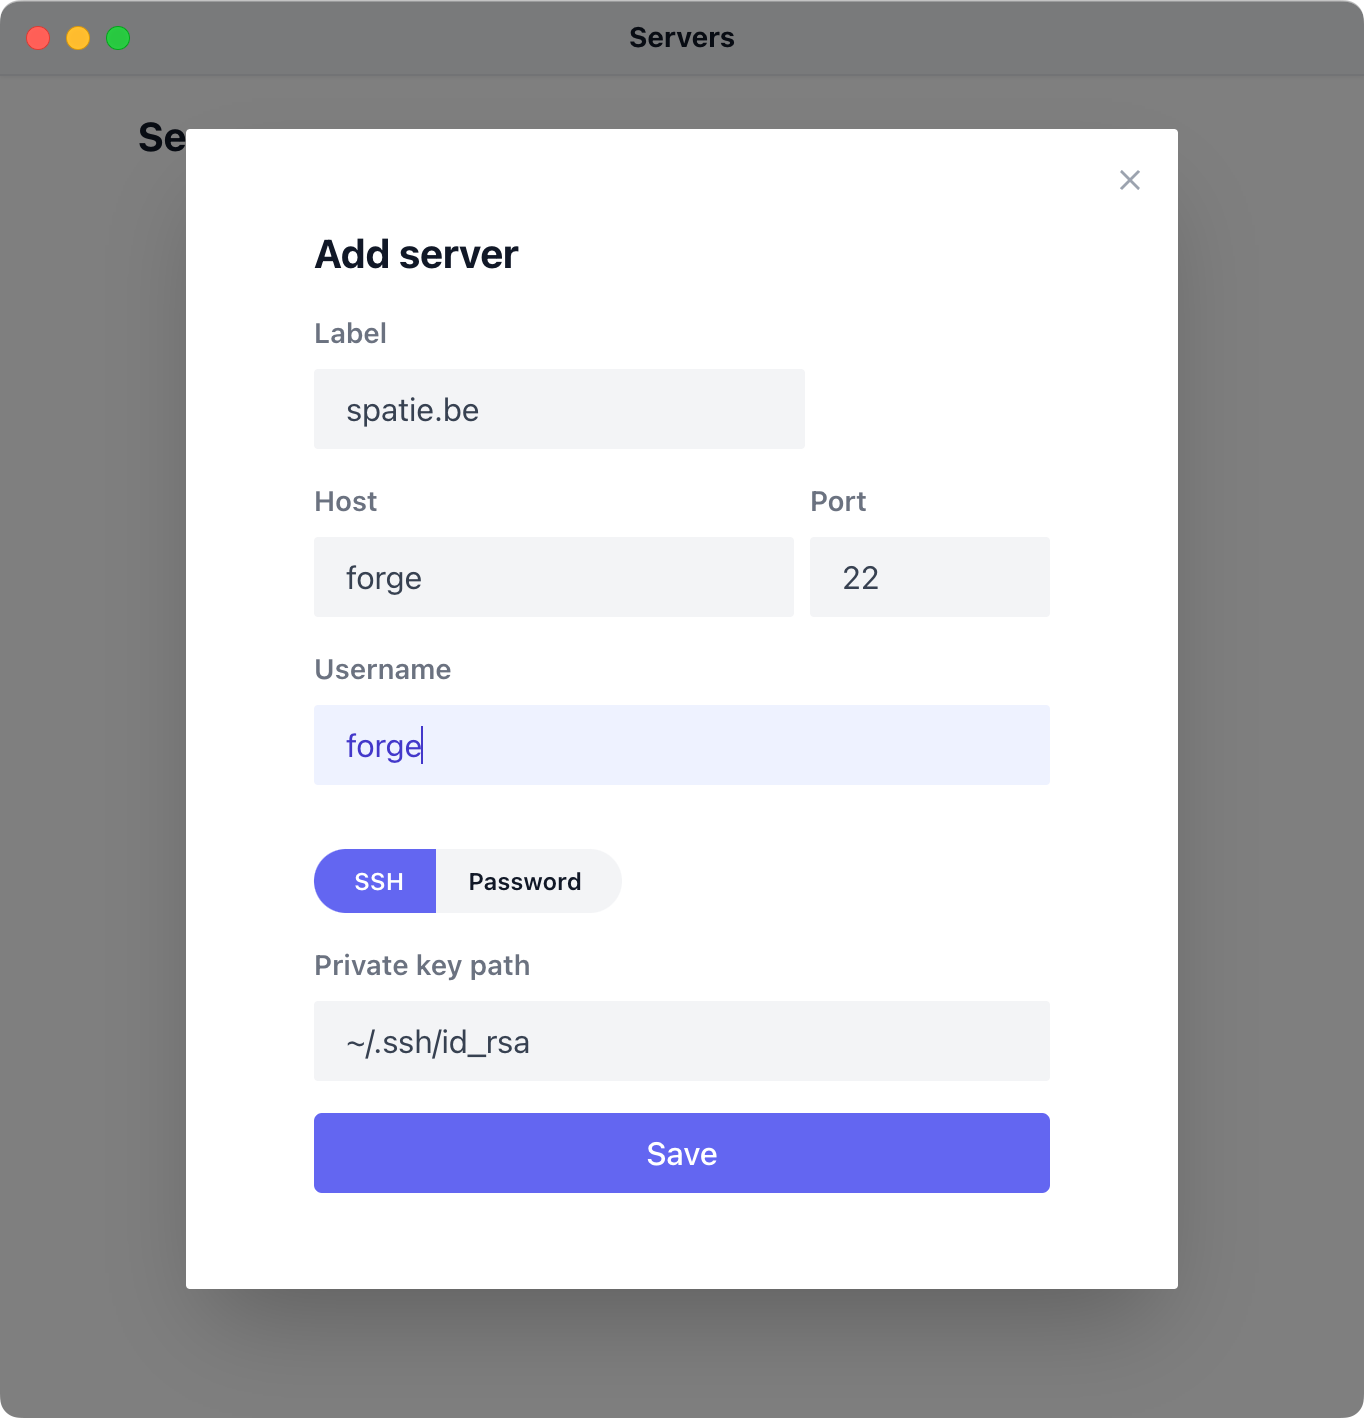 Servers
Se
Add server
Label
spatie.be
Host Port
forge 22
Username
forge
SSH Password
Private key path
~/.ssh/id_rsa
Save